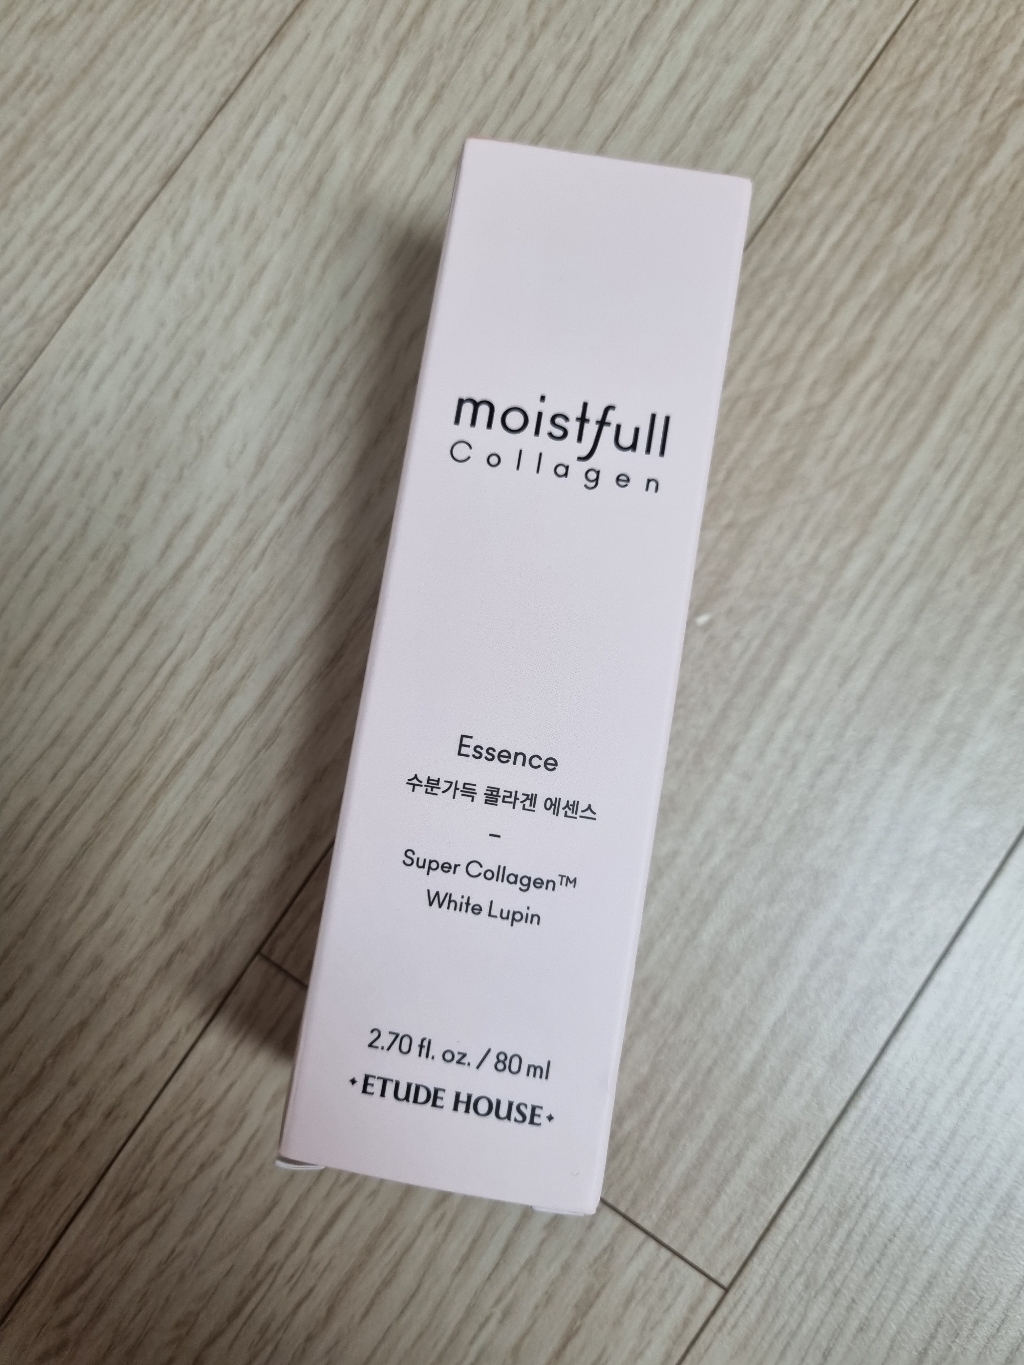 moistfull
Collagen
Essence
수분가득 콜라겐 에센스
–
Super Collagen™
White Lupin
2.70 fl. oz. / 80 ml
ETUDE HOUSE